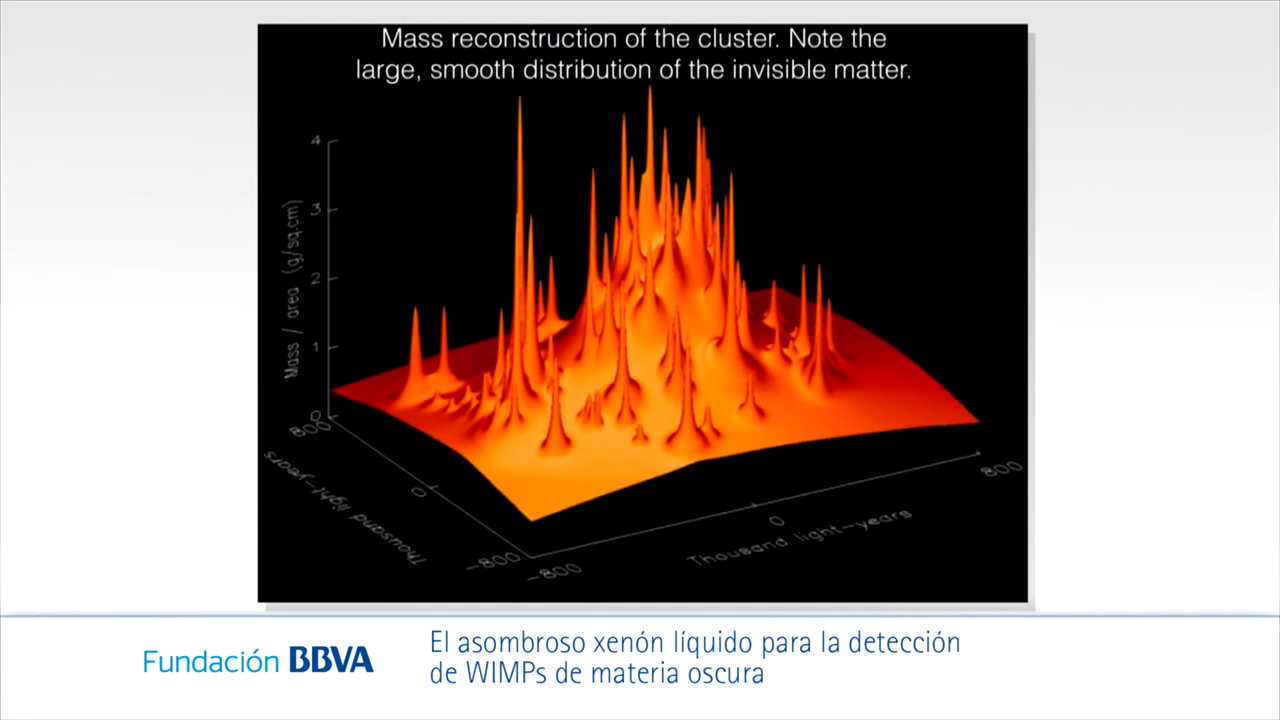 Mass reconstruction of the cluster. Note the
large, smooth distribution of the invisible matter.
4
3
2
1
0
Mass / area (g/sq.cm)
800
0
-800
Thousand light-years
-800
0
800
Thousand light-years
Fundación BBVA
El asombroso xenón líquido para la detección
de WIMPs de materia oscura